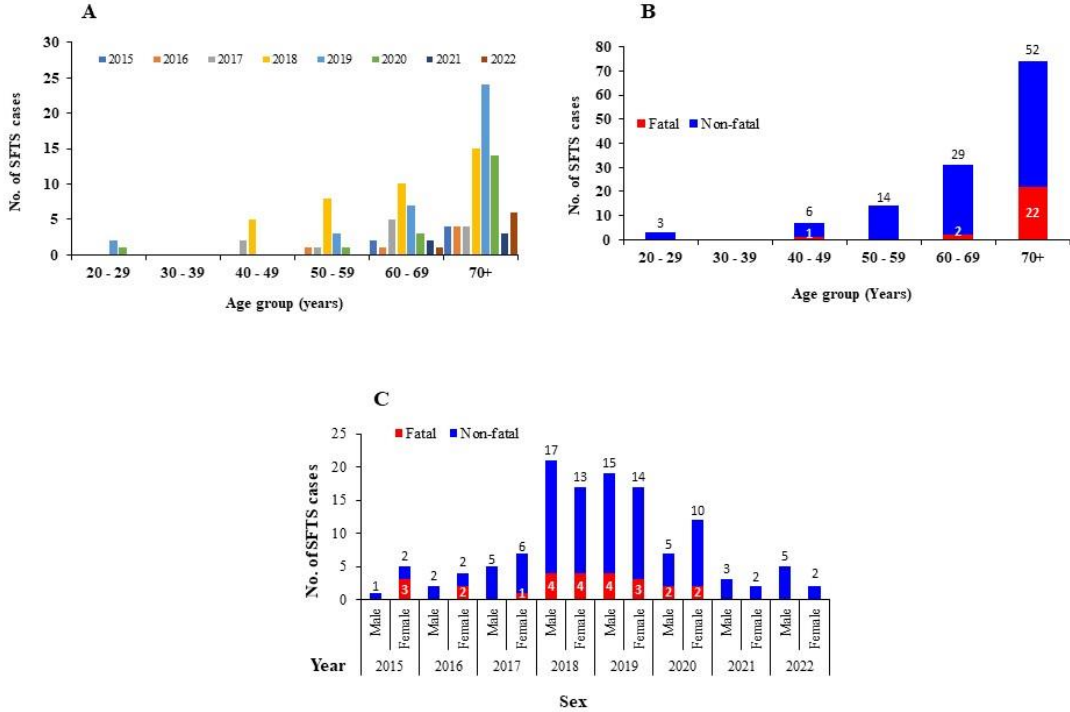 A
No. of SFTS cases
30
25
20
15
10
5
0
2015 2016 2017 2018 2019 2020 2021 2022
20 - 29 30 - 39 40 - 49 50 - 59 60 - 69 70+
Age group (years)
B
No. of SFTS cases
80
70
60
50
40
30
20
10
0
Fatal Non-fatal
3 6 14 29 52
1 2 22
20 - 29 30 - 39 40 - 49 50 - 59 60 - 69 70+
Age group (Years)
C
No. of SFTS cases
25
20
15
10
5
0
Fatal Non-fatal
1 2 2 2 5 6 17 13 15 14 5 10 3 2 5 2
3 2 1 4 4 4 3 2 2
Male Female Male Female Male Female Male Female Male Female Male Female Male Female Male Female
Year 2015 2016 2017 2018 2019 2020 2021 2022
Sex